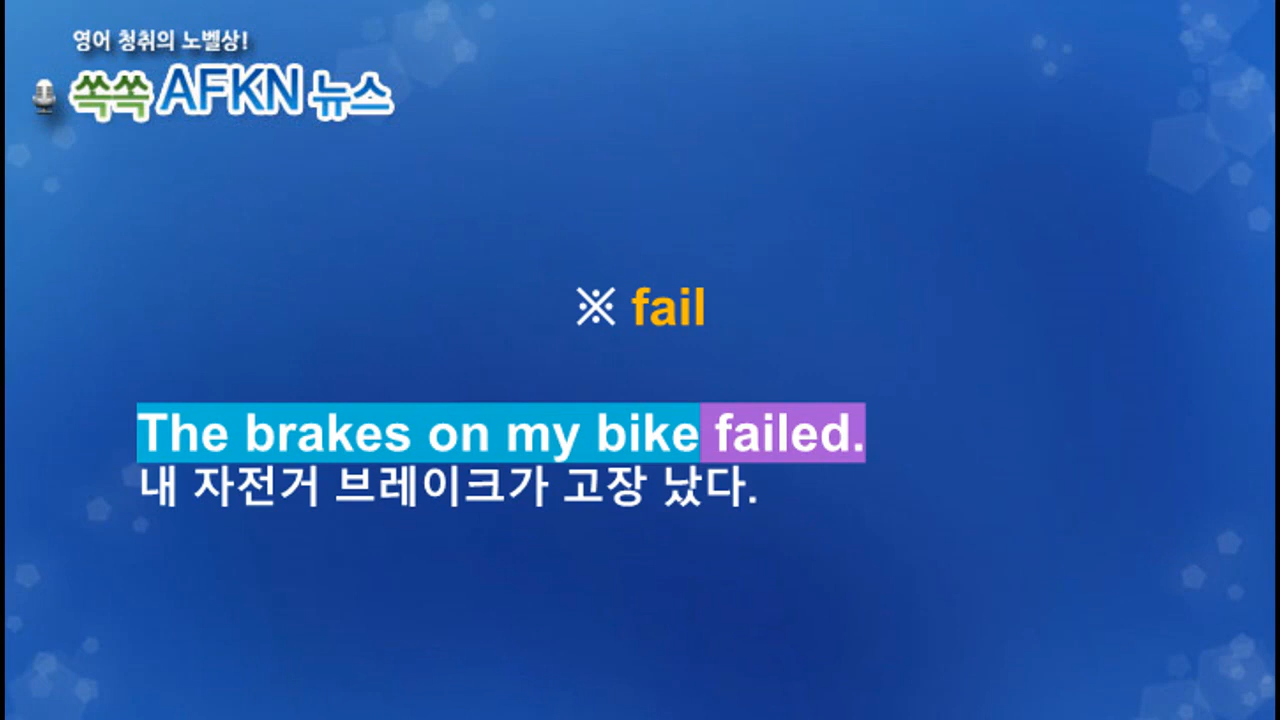 영어 청취의 노벨상!
쏙쏙 AFKN 뉴스
※ fail
The brakes on my bike failed.
내 자전거 브레이크가 고장 났다.